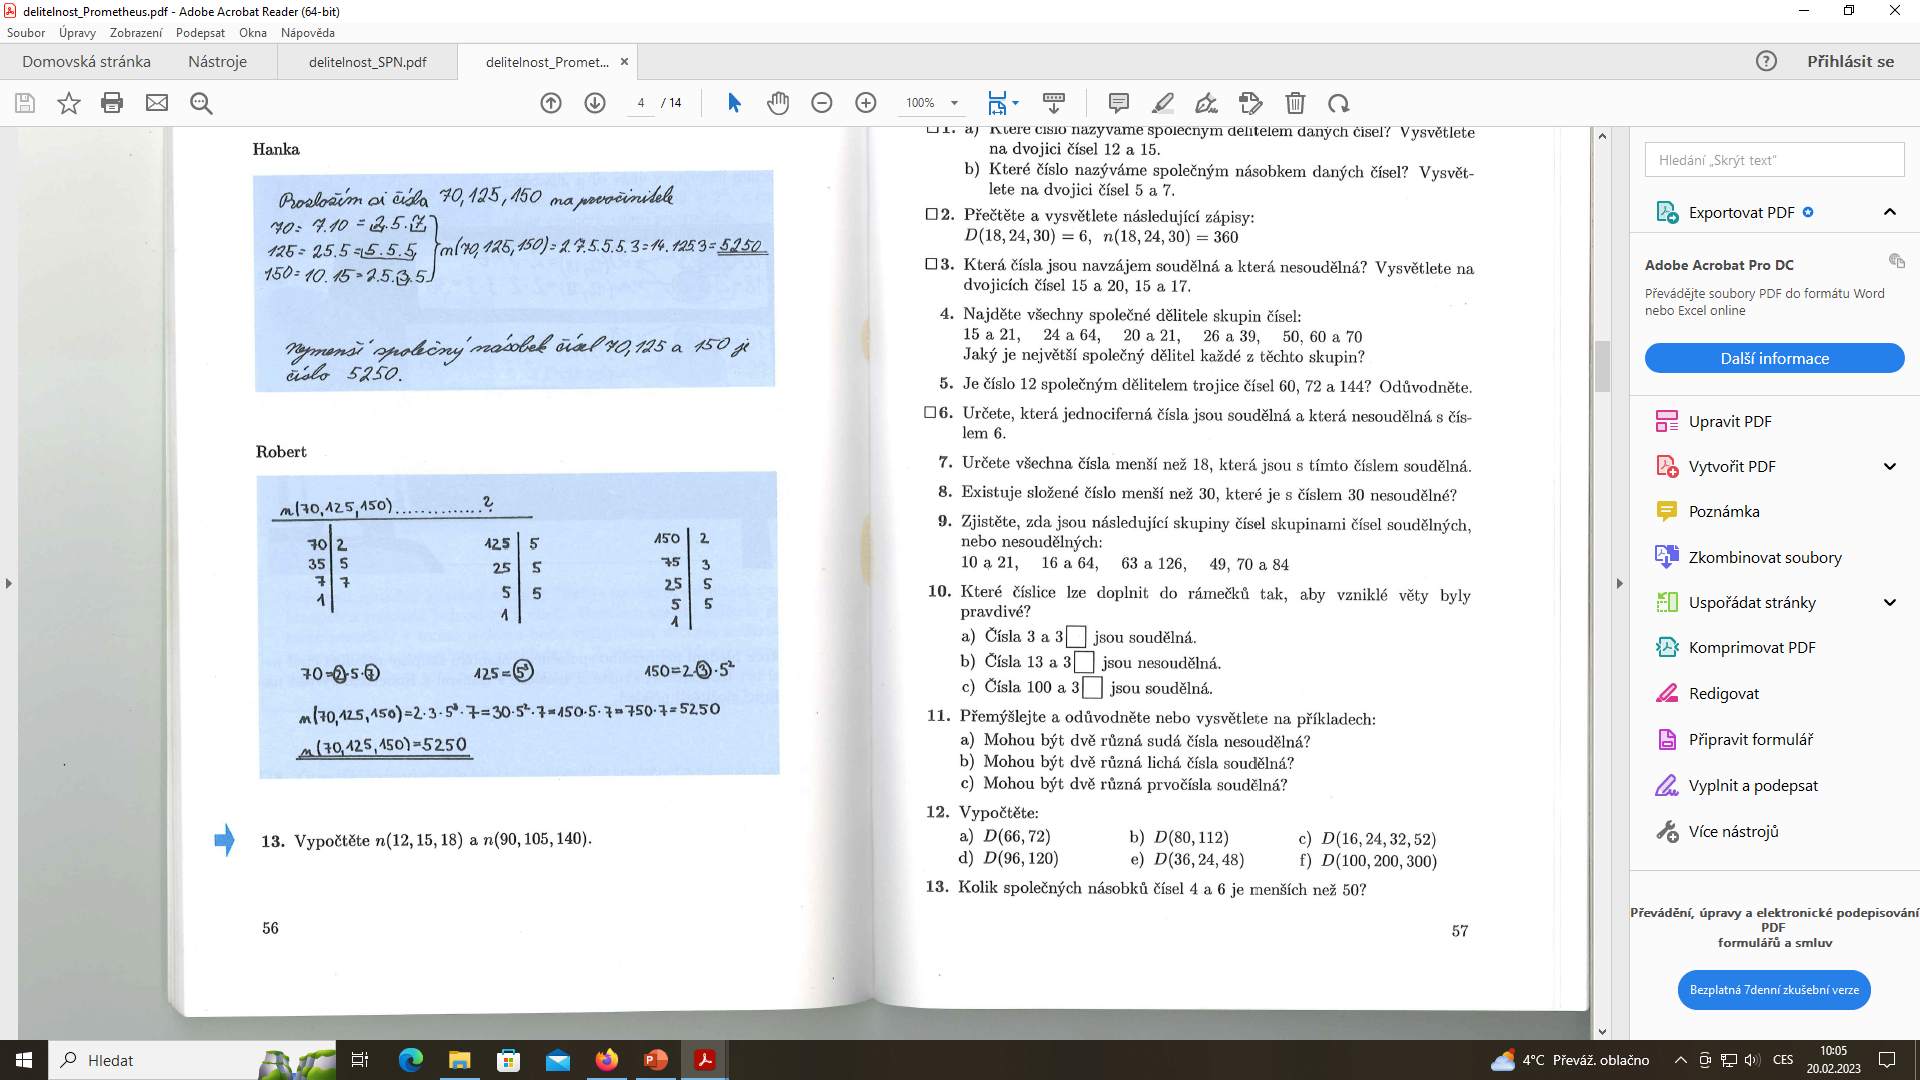 delitelnost_Prometheus.pdf - Adobe Acrobat Reader (64-bit)
Soubor Úpravy Zobrazení Podepsat Okna Nápověda
Domovská stránka Nástroje delitelnost_SPN.pdf delitelnost_Promet... × Přihlásit se
4 / 14 100%
Hanka
Rozložím si čísla 70, 125, 150 na prvočinitele
70 = 7.10 = 2.5.7
125 = 25.5 = 5.5.5
150 = 10.15 = 2.5.3.5
n(70,125,150) = 2.7.5.5.5.3 = 14.125.3 = 5250
Nejmenší společný násobek čísel 70, 125 a 150 je
číslo 5250.
Robert
n(70,125,150)..............?
70 2
35 5
7 7
1
125 5
25 5
5 5
1
150 2
75 3
25 5
5 5
1
70=2·5·7 125=5³ 150=2·3·5²
n(70,125,150)=2·3·5³·7=30·5²·7=150·5·7=750·7=5250
n(70,125,150)=5250
13. Vypočtěte n(12, 15, 18) a n(90, 105, 140).
56
1. a) Které číslo nazýváme společným dělitelem daných čísel? Vysvětlete
na dvojici čísel 12 a 15.
b) Které číslo nazýváme společným násobkem daných čísel? Vysvět-
lete na dvojici čísel 5 a 7.
2. Přečtěte a vysvětlete následující zápisy:
D(18, 24, 30) = 6, n(18, 24, 30) = 360
3. Která čísla jsou navzájem soudělná a která nesoudělná? Vysvětlete na
dvojicích čísel 15 a 20, 15 a 17.
4. Najděte všechny společné dělitele skupin čísel:
15 a 21, 24 a 64, 20 a 21, 26 a 39, 50, 60 a 70
Jaký je největší společný dělitel každé z těchto skupin?
5. Je číslo 12 společným dělitelem trojice čísel 60, 72 a 144? Odůvodněte.
6. Určete, která jednociferná čísla jsou soudělná a která nesoudělná s čís-
lem 6.
7. Určete všechna čísla menší než 18, která jsou s tímto číslem soudělná.
8. Existuje složené číslo menší než 30, které je s číslem 30 nesoudělné?
9. Zjistěte, zda jsou následující skupiny čísel skupinami čísel soudělných,
nebo nesoudělných:
10 a 21, 16 a 64, 63 a 126, 49, 70 a 84
10. Které číslice lze doplnit do rámečků tak, aby vzniklé věty byly
pravdivé?
a) Čísla 3 a 3□ jsou soudělná.
b) Čísla 13 a 3□ jsou nesoudělná.
c) Čísla 100 a 3□ jsou soudělná.
11. Přemýšlejte a odůvodněte nebo vysvětlete na příkladech:
a) Mohou být dvě různá sudá čísla nesoudělná?
b) Mohou být dvě různá lichá čísla soudělná?
c) Mohou být dvě různá prvočísla soudělná?
12. Vypočtěte:
a) D(66, 72) b) D(80, 112) c) D(16, 24, 32, 52)
d) D(96, 120) e) D(36, 24, 48) f) D(100, 200, 300)
13. Kolik společných násobků čísel 4 a 6 je menších než 50?
57
Hledání „Skrýt text“
Exportovat PDF
Adobe Acrobat Pro DC
Převádějte soubory PDF do formátu Word
nebo Excel online
Další informace
Upravit PDF
Vytvořit PDF
Poznámka
Zkombinovat soubory
Uspořádat stránky
Komprimovat PDF
Redigovat
Připravit formulář
Vyplnit a podepsat
Více nástrojů
Převádění, úpravy a elektronické podepisování
PDF
formulářů a smluv
Bezplatná 7denní zkušební verze
Hledat
4°C Převáž. oblačno CES 10:05
20.02.2023